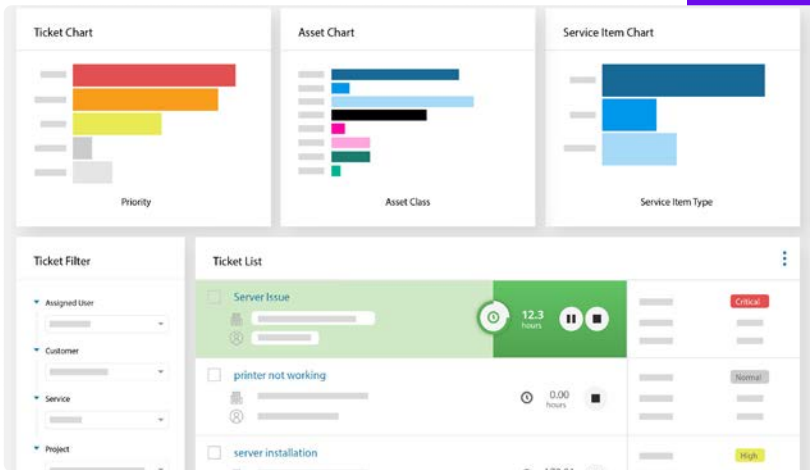 Ticket Chart
Asset Chart
Service Item Chart
Priority
Asset Class
Service Item Type
Ticket Filter
Ticket List
Assigned User
Customer
Service
Project
Server Issue
12.3
hours
Critical
printer not working
0.00
hours
Normal
server installation
High